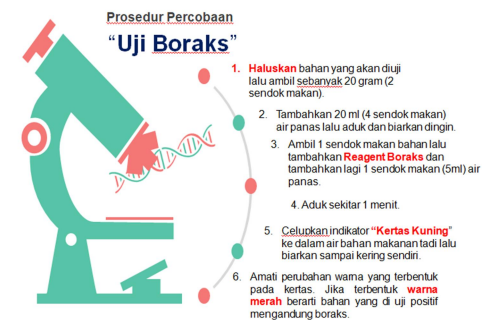 Prosedur Percobaan
“Uji Boraks”
1. Haluskan bahan yang akan diuji
lalu ambil sebanyak 20 gram (2
sendok makan).
2. Tambahkan 20 ml (4 sendok makan)
air panas lalu aduk dan biarkan dingin.
3. Ambil 1 sendok makan bahan lalu
tambahkan Reagent Boraks dan
tambahkan lagi 1 sendok makan (5ml) air
panas.
4. Aduk sekitar 1 menit.
5. Celupkan indikator “Kertas Kuning”
ke dalam air bahan makanan tadi lalu
biarkan sampai kering sendiri.
6. Amati perubahan warna yang terbentuk
pada kertas. Jika terbentuk warna
merah berarti bahan yang di uji positif
mengandung boraks.